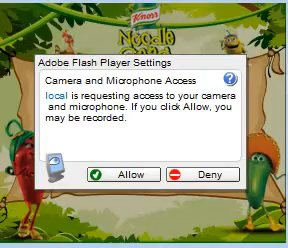 Knorr
Noodle
Adobe Flash Player Settings
Camera and Microphone Access
local is requesting access to your camera
and microphone. If you click Allow, you
may be recorded.
Allow
Deny